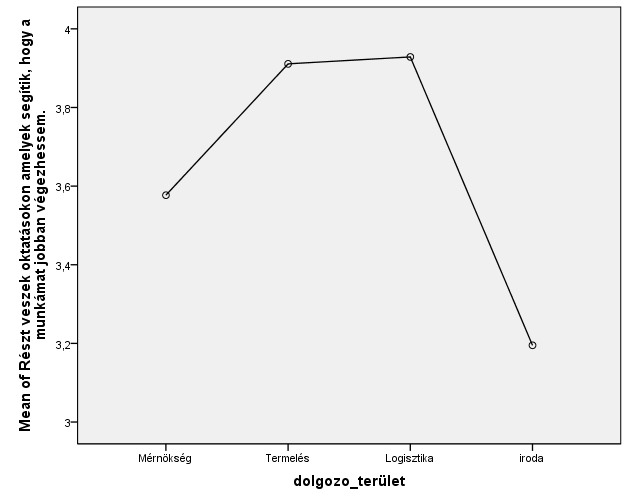 Mean of Részt veszek oktatásokon amelyek segítik, hogy a
munkámat jobban végezhessem.
4
3,8
3,6
3,4
3,2
3
Mérnökség Termelés Logisztika iroda
dolgozo_terület